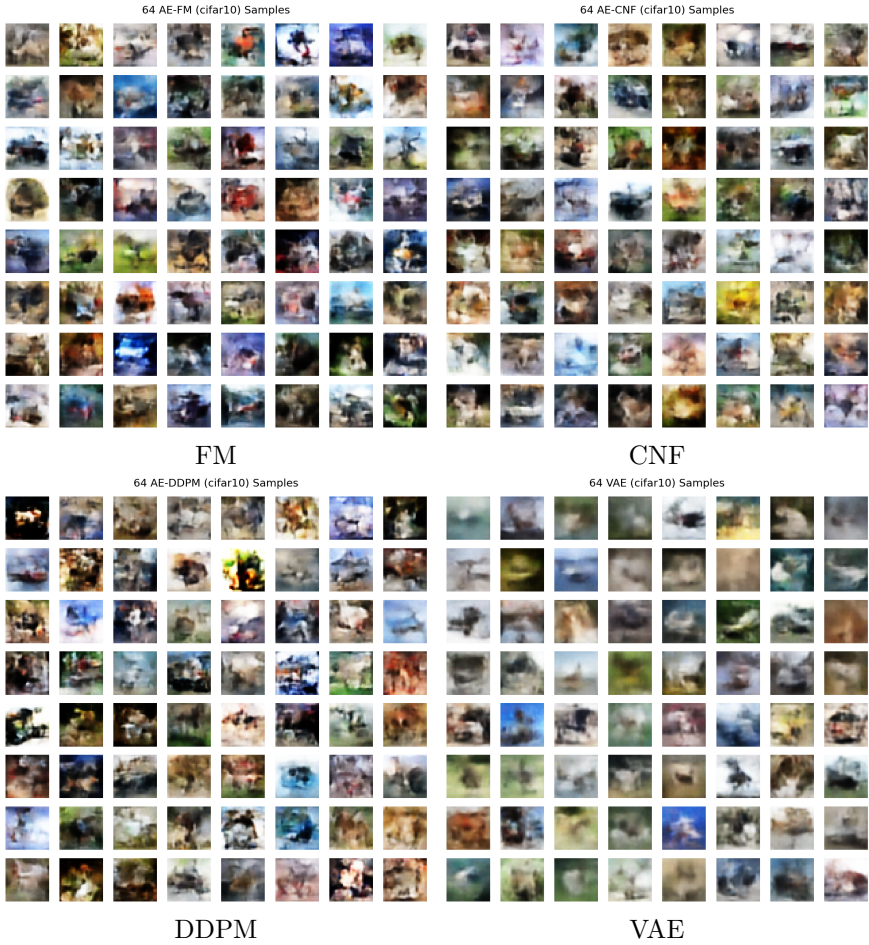 64 AE-FM (cifar10) Samples
64 AE-CNF (cifar10) Samples
FM
CNF
64 AE-DDPM (cifar10) Samples
64 VAE (cifar10) Samples
DDPM
VAE